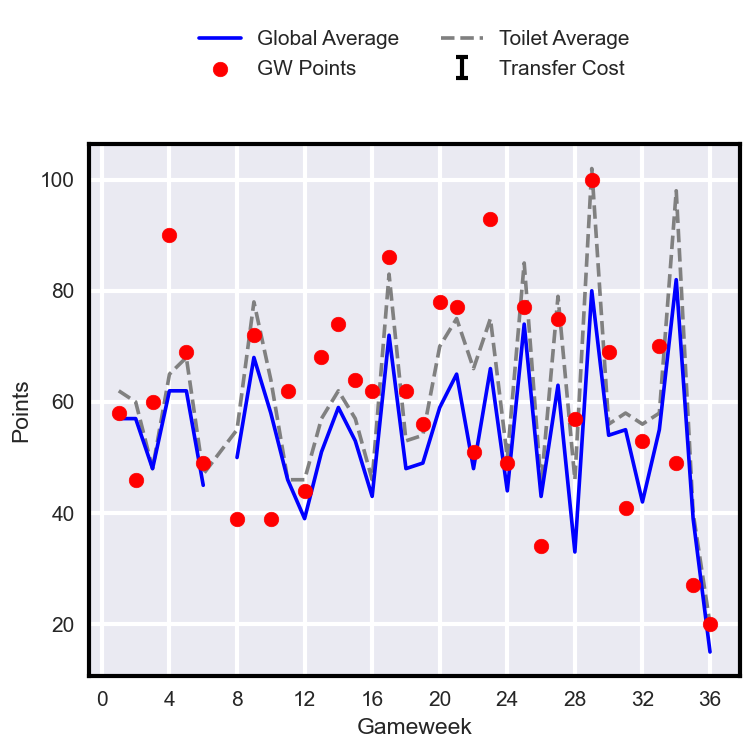 Global Average
Toilet Average
GW Points
Transfer Cost
100
80
60
40
20
Points
0 4 8 12 16 20 24 28 32 36
Gameweek